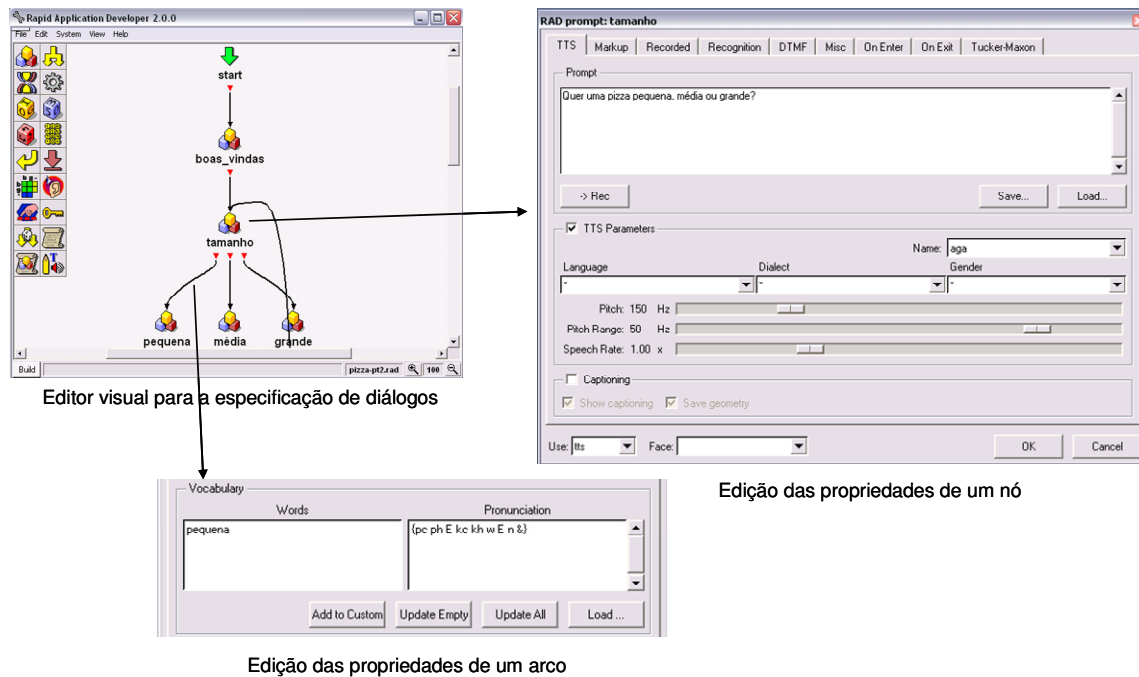 Rapid Application Developer 2.0.0
File Edit System View Help
start
boas_vindas
tamanho
pequena média grande
Build pizza-pt2.rad 100
Editor visual para a especificação de diálogos
RAD prompt: tamanho
TTS Markup Recorded Recognition DTMF Misc On Enter On Exit Tucker-Maxon
Prompt
Quer uma pizza pequena, média ou grande?
-> Rec Save... Load...
TTS Parameters
Name: aga
Language Dialect Gender
* * *
Pitch: 150 Hz
Pitch Range: 50 Hz
Speech Rate: 1.00 x
Captioning
Show captioning Save geometry
Use: tts Face: OK Cancel
Edição das propriedades de um nó
Vocabulary
Words Pronunciation
pequena {pc ph E kc kh w E n &}
Add to Custom Update Empty Update All Load ...
Edição das propriedades de um arco